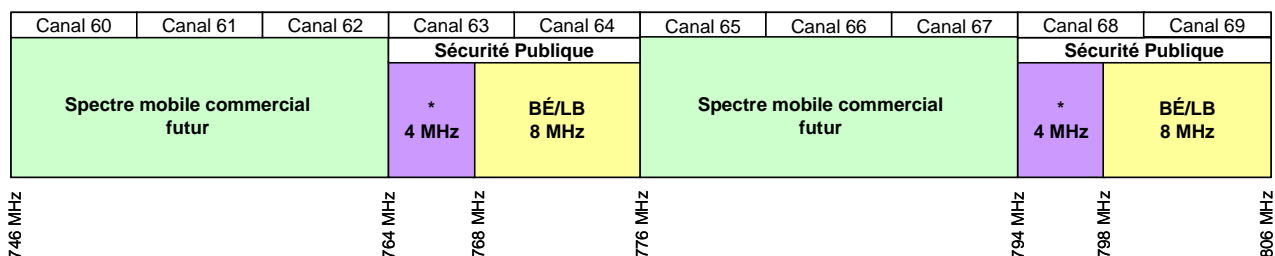 Canal 60 Canal 61 Canal 62 Canal 63 Canal 64 Canal 65 Canal 66 Canal 67 Canal 68 Canal 69
Sécurité Publique Sécurité Publique
Spectre mobile commercial * BÉ/LB Spectre mobile commercial * BÉ/LB
futur 4 MHz 8 MHz futur 4 MHz 8 MHz
746 MHz 764 MHz 768 MHz 776 MHz 794 MHz 798 MHz 806 MHz